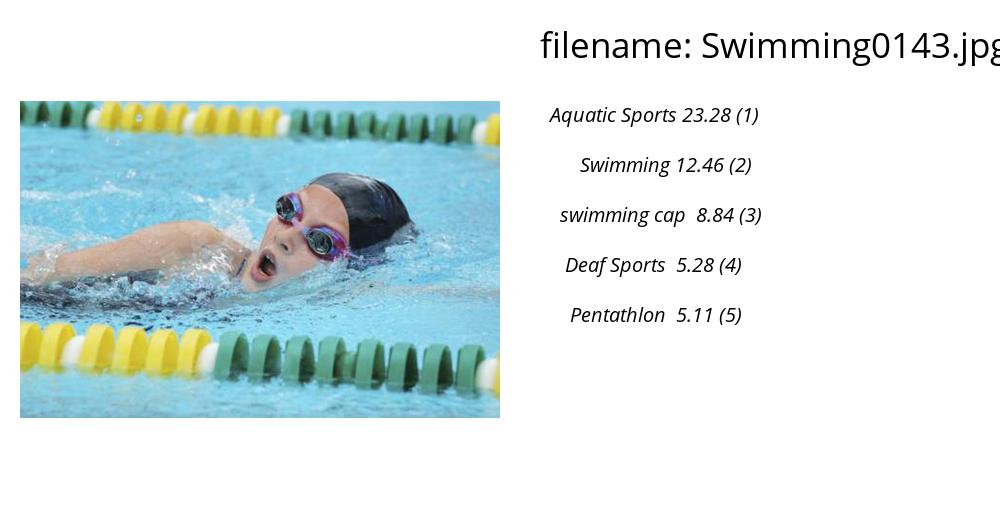 filename: Swimming0143.jpg
Aquatic Sports 23.28 (1)
Swimming 12.46 (2)
swimming cap 8.84 (3)
Deaf Sports 5.28 (4)
Pentathlon 5.11 (5)